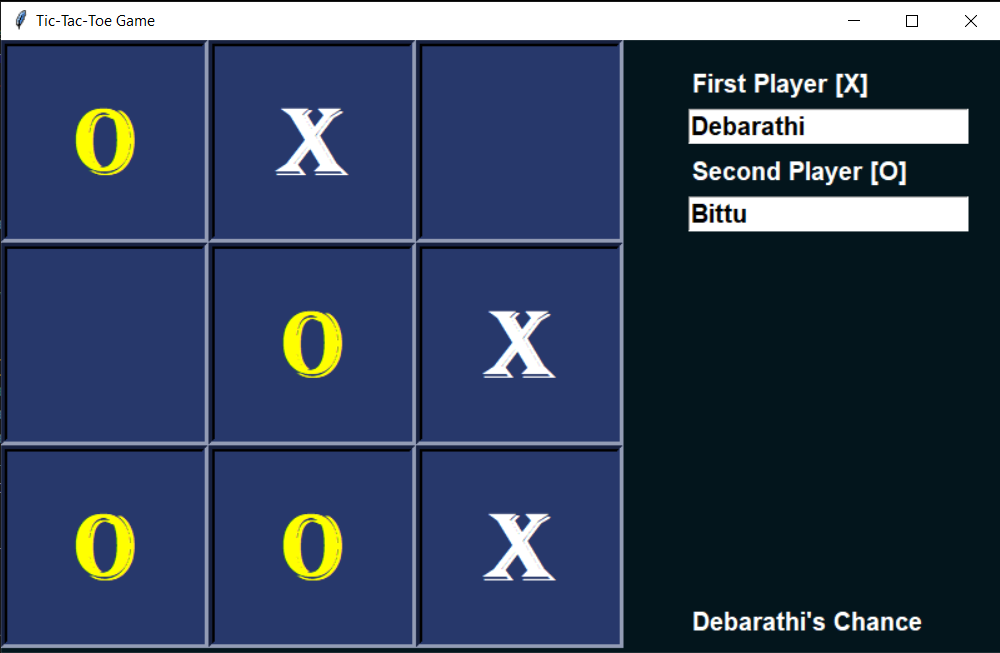 Tic-Tac-Toe Game
O X
O X
O O X
First Player [X]
Debarathi
Second Player [O]
Bittu
Debarathi's Chance